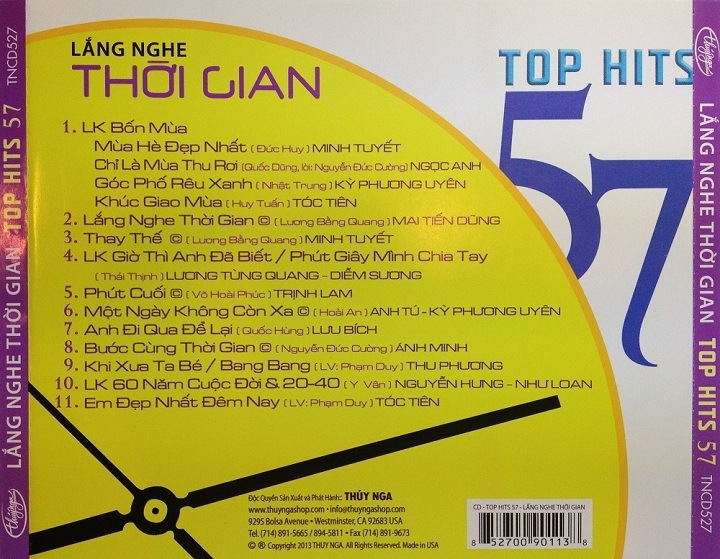 LẮNG NGHE
THỜI GIAN
TOP HITS
57
1. LK Bốn Mùa
Mùa Hè Đẹp Nhất (Đức Huy) MINH TUYẾT
Chỉ Là Mùa Thu Rơi (Quốc Dũng, lời: Nguyễn Đức Cường) NGỌC ANH
Góc Phố Rêu Xanh (Nhật Trung) KỲ PHƯƠNG UYÊN
Khúc Giao Mùa (Huy Tuấn) TÓC TIÊN
2. Lắng Nghe Thời Gian © (Lương Bằng Quang) MAI TIẾN DŨNG
3. Thay Thế © (Lương Bằng Quang) MINH TUYẾT
4. LK Giờ Thì Anh Đã Biết / Phút Giây Mình Chia Tay
(Thái Thịnh) LƯƠNG TÙNG QUANG - DIỄM SƯƠNG
5. Phút Cuối © (Võ Hoài Phúc) TRỊNH LAM
6. Một Ngày Không Còn Xa © (Hoài An) ANH TÚ - KỲ PHƯƠNG UYÊN
7. Anh Đi Qua Để Lại (Quốc Hùng) LƯU BÍCH
8. Bước Cùng Thời Gian © (Nguyễn Đức Cường) ÁNH MINH
9. Khi Xưa Ta Bé / Bang Bang (LV: Phạm Duy) THU PHƯƠNG
10. LK 60 Năm Cuộc Đời & 20-40 (Y Vân) NGUYỄN HƯNG - NHƯ LOAN
11. Em Đẹp Nhất Đêm Nay (LV: Phạm Duy) TÓC TIÊN
Độc Quyền Sản Xuất và Phát Hành: THÚY NGA
www.thuyngashop.com • info@thuyngashop.com
9295 Bolsa Avenue • Westminster, CA 92683 USA
Tel. (714) 891-5665 / 894-5811 • Fax (714) 891-9673
© ® Copyright 2013 THUY NGA. All Rights Reserved. Made in USA
CD - TOP HITS 57 - LẮNG NGHE THỜI GIAN
8 52700 90113 8
Thúy Nga LẮNG NGHE THỜI GIAN TOP HITS 57 TNCD527
Thúy Nga LẮNG NGHE THỜI GIAN TOP HITS 57 TNCD527